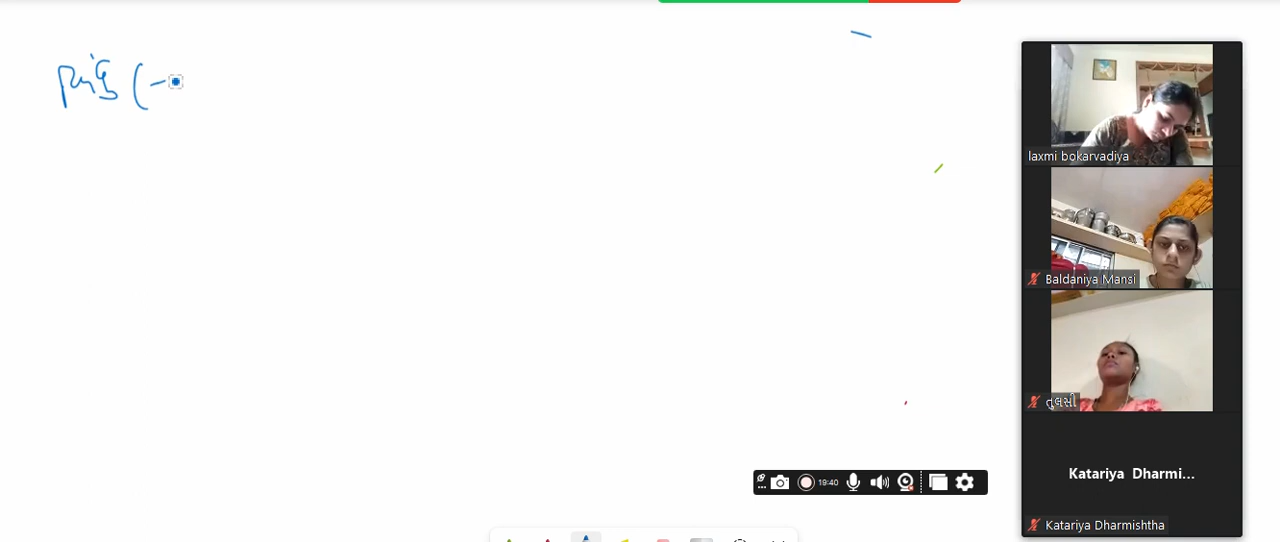 laxmi bokarvadiya
Baldaniya Mansi
તુલસી
Katariya Dharmi...
Katariya Dharmishtha
19:40